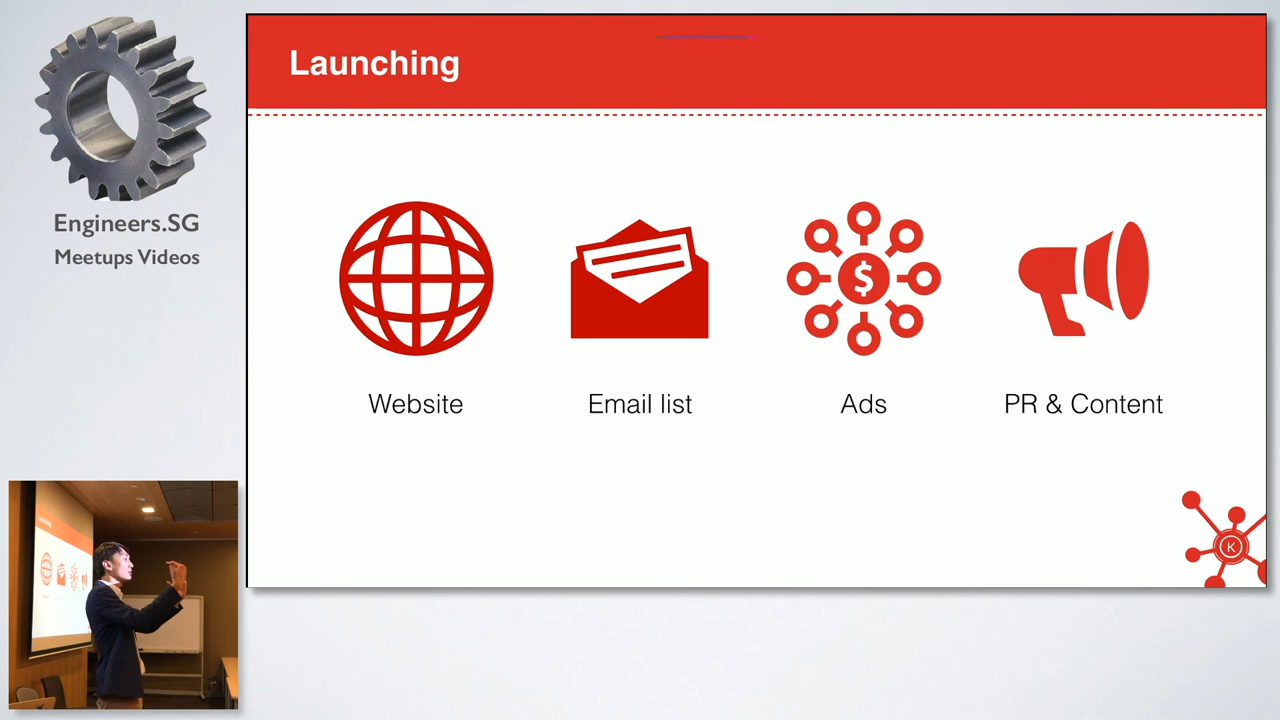 Engineers.SG
Meetups Videos
Launching
$
Website
Email list
Ads
PR & Content
K